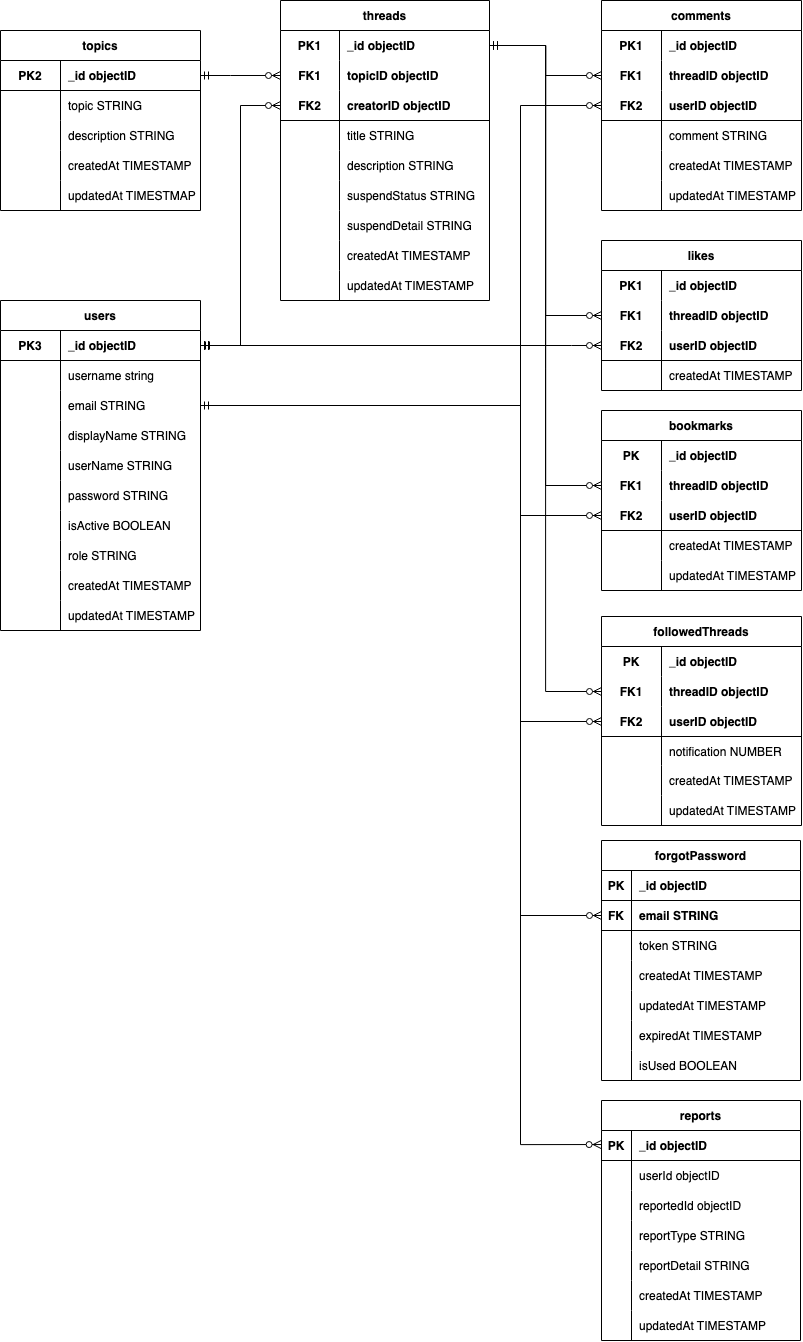 topics
PK2 _id objectID
topic STRING
description STRING
createdAt TIMESTAMP
updatedAt TIMESTMAP
threads
PK1 _id objectID
FK1 topicID objectID
FK2 creatorID objectID
title STRING
description STRING
suspendStatus STRING
suspendDetail STRING
createdAt TIMESTAMP
updatedAt TIMESTAMP
comments
PK1 _id objectID
FK1 threadID objectID
FK2 userID objectID
comment STRING
createdAt TIMESTAMP
updatedAt TIMESTAMP
users
PK3 _id objectID
username string
email STRING
displayName STRING
userName STRING
password STRING
isActive BOOLEAN
role STRING
createdAt TIMESTAMP
updatedAt TIMESTAMP
likes
PK1 _id objectID
FK1 threadID objectID
FK2 userID objectID
createdAt TIMESTAMP
bookmarks
PK _id objectID
FK1 threadID objectID
FK2 userID objectID
createdAt TIMESTAMP
updatedAt TIMESTAMP
followedThreads
PK _id objectID
FK1 threadID objectID
FK2 userID objectID
notification NUMBER
createdAt TIMESTAMP
updatedAt TIMESTAMP
forgotPassword
PK _id objectID
FK email STRING
token STRING
createdAt TIMESTAMP
updatedAt TIMESTAMP
expiredAt TIMESTAMP
isUsed BOOLEAN
reports
PK _id objectID
userId objectID
reportedId objectID
reportType STRING
reportDetail STRING
createdAt TIMESTAMP
updatedAt TIMESTAMP